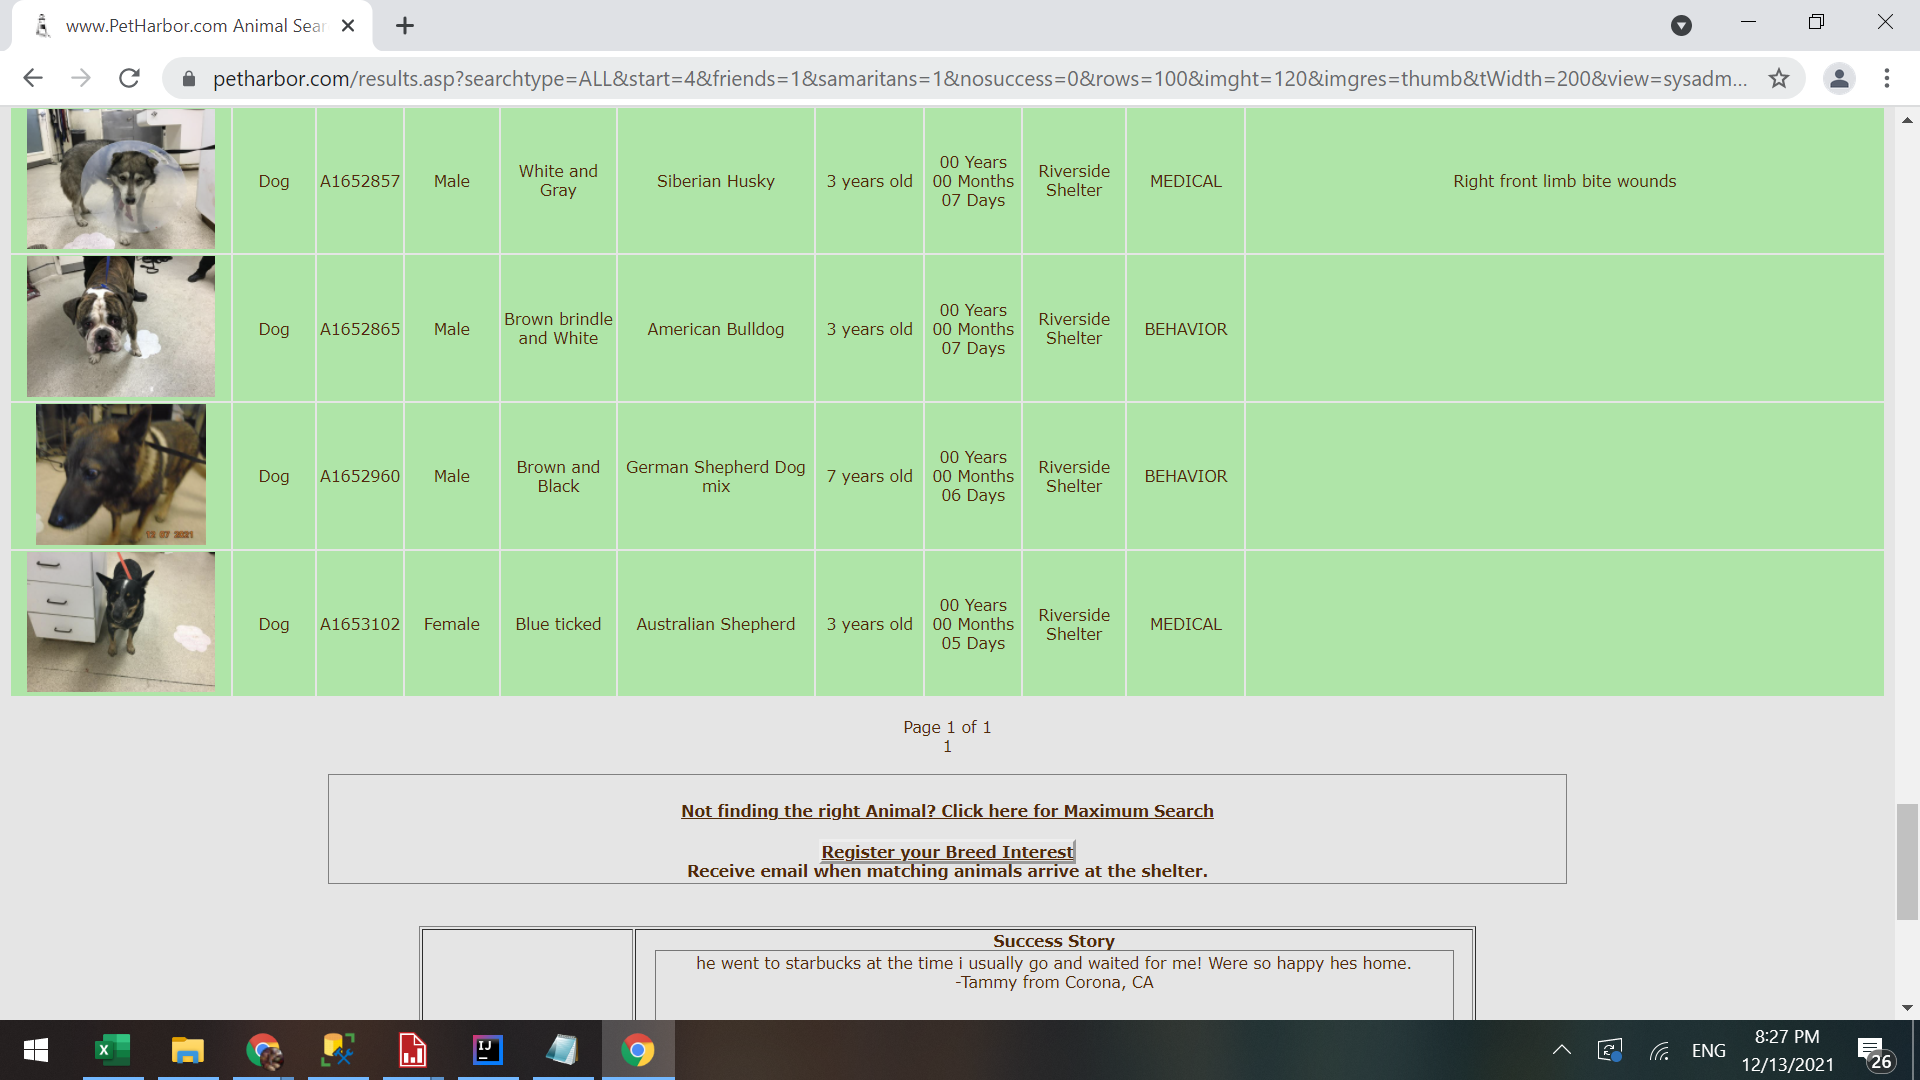 www.PetHarbor.com Animal Sear
petharbor.com/results.asp?searchtype=ALL&start=4&friends=1&samaritans=1&nosuccess=0&rows=100&imght=120&imgres=thumb&tWidth=200&view=sysadm...
Dog
A1652857
Male
White and
Gray
Siberian Husky
3 years old
00 Years
00 Months
07 Days
Riverside
Shelter
MEDICAL
Right front limb bite wounds
Dog
A1652865
Male
Brown brindle
and White
American Bulldog
3 years old
00 Years
00 Months
07 Days
Riverside
Shelter
BEHAVIOR
12 07 2021
Dog
A1652960
Male
Brown and
Black
German Shepherd Dog
mix
7 years old
00 Years
00 Months
06 Days
Riverside
Shelter
BEHAVIOR
Dog
A1653102
Female
Blue ticked
Australian Shepherd
3 years old
00 Years
00 Months
05 Days
Riverside
Shelter
MEDICAL
Page 1 of 1
1
Not finding the right Animal? Click here for Maximum Search
Register your Breed Interest
Receive email when matching animals arrive at the shelter.
Success Story
he went to starbucks at the time i usually go and waited for me! Were so happy hes home.
-Tammy from Corona, CA
X
IJ
ENG
8:27 PM
12/13/2021
26